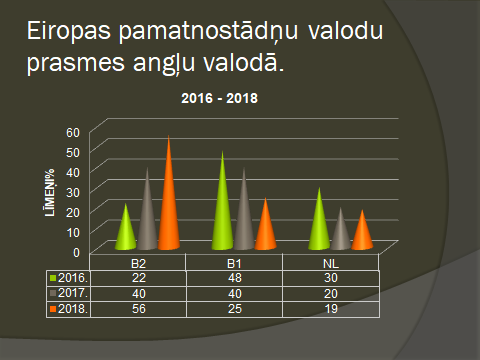 Eiropas pamatnostādņu valodu
prasmes angļu valodā.
2016 - 2018
LĪMEŅI%
60
50
40
30
20
10
0
B2 B1 NL
2016. 22 48 30
2017. 40 40 20
2018. 56 25 19